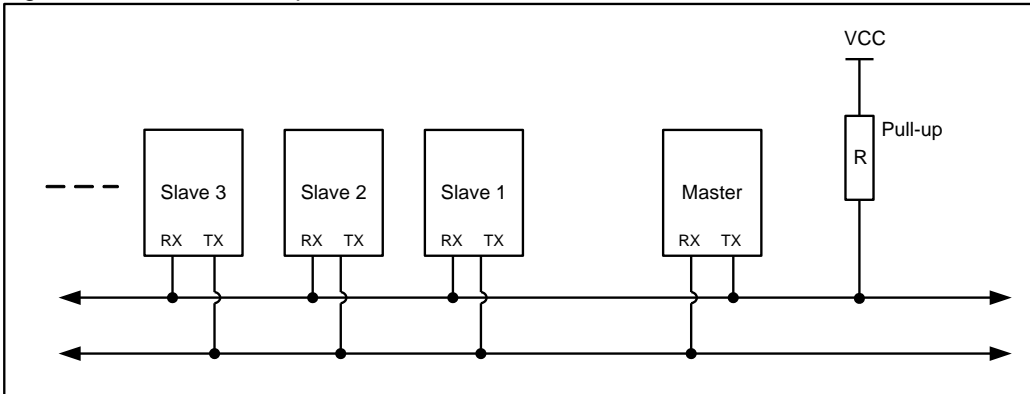 VCC
Pull-up
R
Slave 3
Slave 2
Slave 1
Master
RX TX
RX TX
RX TX
RX TX